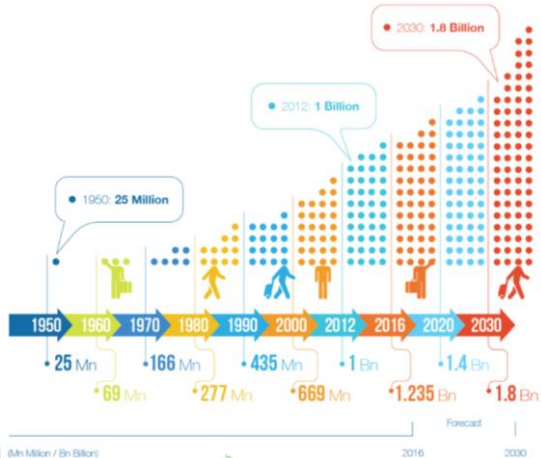 2030: 1.8 Billion
2012: 1 Billion
1950: 25 Million
1950 1960 1970 1980 1990 2000 2012 2016 2020 2030
25 Mn 166 Mn 435 Mn 1 Bn 1.4 Bn
69 Mn 277 Mn 669 Mn 1.235 Bn 1.8 Bn
Forecast
(Mn Million / Bn Billion) 2016 2030